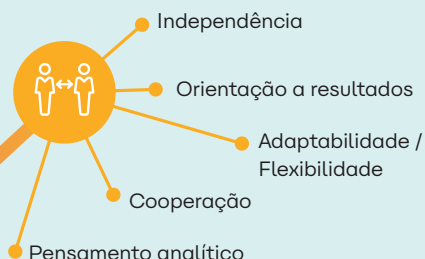 Independência
Orientação a resultados
Adaptabilidade /
Flexibilidade
Cooperação
Pensamento analítico